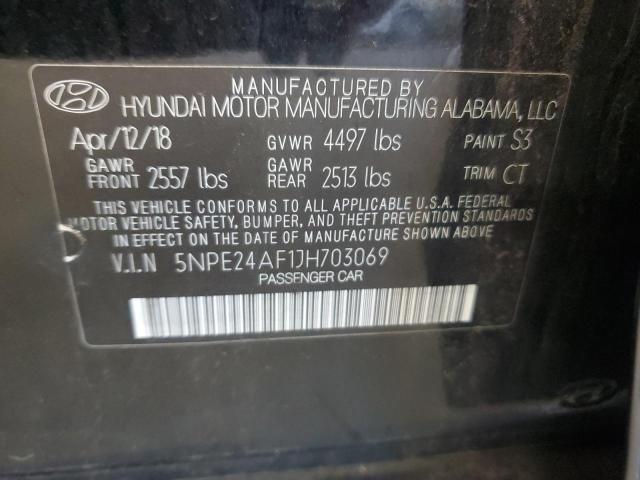 MANUFACTURED BY
HYUNDAI MOTOR MANUFACTURING ALABAMA, LLC
Apr/12/18 GVWR 4497 lbs PAINT S3
GAWR FRONT 2557 lbs GAWR REAR 2513 lbs TRIM CT
THIS VEHICLE CONFORMS TO ALL APPLICABLE U.S.A. FEDERAL
MOTOR VEHICLE SAFETY, BUMPER, AND THEFT PREVENTION STANDARDS
IN EFFECT ON THE DATE OF MANUFACTURE SHOWN ABOVE.
V.I.N 5NPE24AF1JH703069
PASSENGER CAR